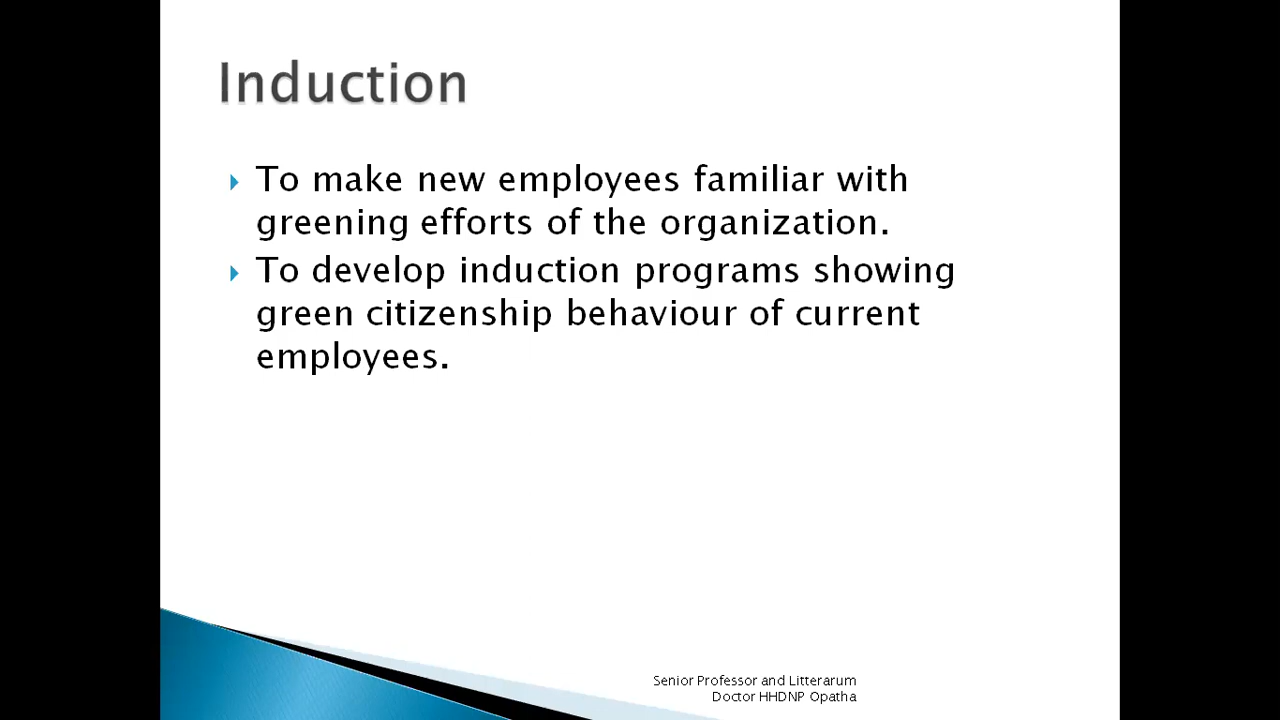 Induction
To make new employees familiar with
greening efforts of the organization.
To develop induction programs showing
green citizenship behaviour of current
employees.
Senior Professor and Litterarum
Doctor HHDNP Opatha